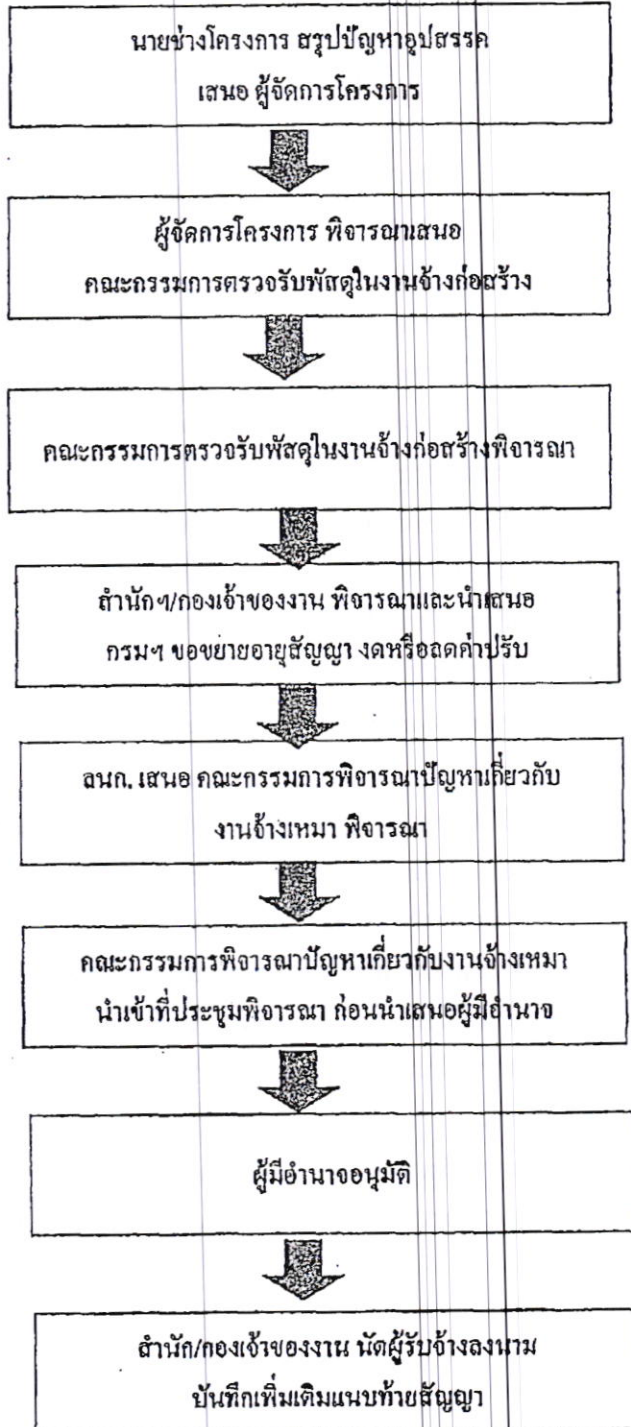 นายช่างโครงการ สรุปปัญหาอุปสรรค
เสนอ ผู้จัดการโครงการ
ผู้จัดการโครงการ พิจารณาเสนอ
คณะกรรมการตรวจรับพัสดุในงานจ้างก่อสร้าง
คณะกรรมการตรวจรับพัสดุในงานจ้างก่อสร้างพิจารณา
สำนักฯ/กองเจ้าของงาน พิจารณาและนำเสนอ
กรมฯ ขอขยายอายุสัญญา งดหรือลดค่าปรับ
ลนก. เสนอ คณะกรรมการพิจารณาปัญหาเกี่ยวกับ
งานจ้างเหมา พิจารณา
คณะกรรมการพิจารณาปัญหาเกี่ยวกับงานจ้างเหมา
นำเข้าที่ประชุมพิจารณา ก่อนนำเสนอผู้มีอำนาจ
ผู้มีอำนาจอนุมัติ
สำนัก/กองเจ้าของงาน นัดผู้รับจ้างลงนาม
บันทึกเพิ่มเติมแนบท้ายสัญญา